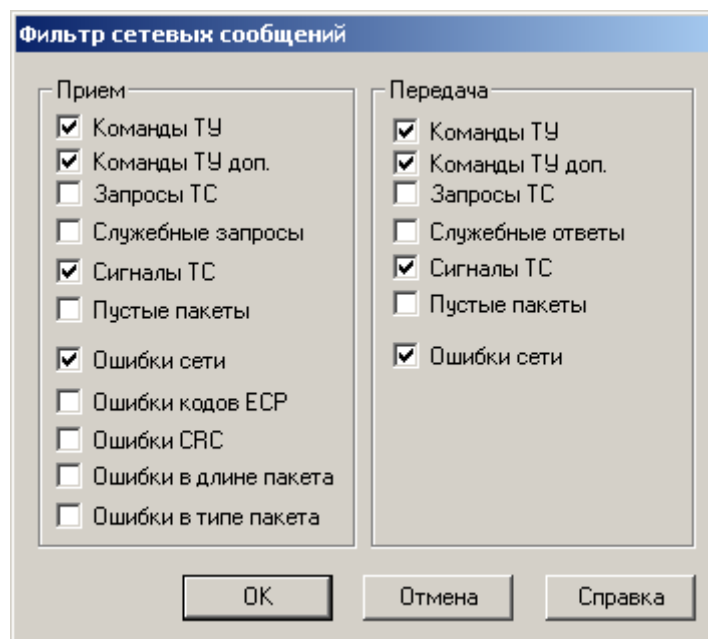 Фильтр сетевых сообщений
Прием
Команды ТУ
Команды ТУ доп.
Запросы ТС
Служебные запросы
Сигналы ТС
Пустые пакеты
Ошибки сети
Ошибки кодов ECP
Ошибки CRC
Ошибки в длине пакета
Ошибки в типе пакета
Передача
Команды ТУ
Команды ТУ доп.
Запросы ТС
Служебные ответы
Сигналы ТС
Пустые пакеты
Ошибки сети
OK
Отмена
Справка